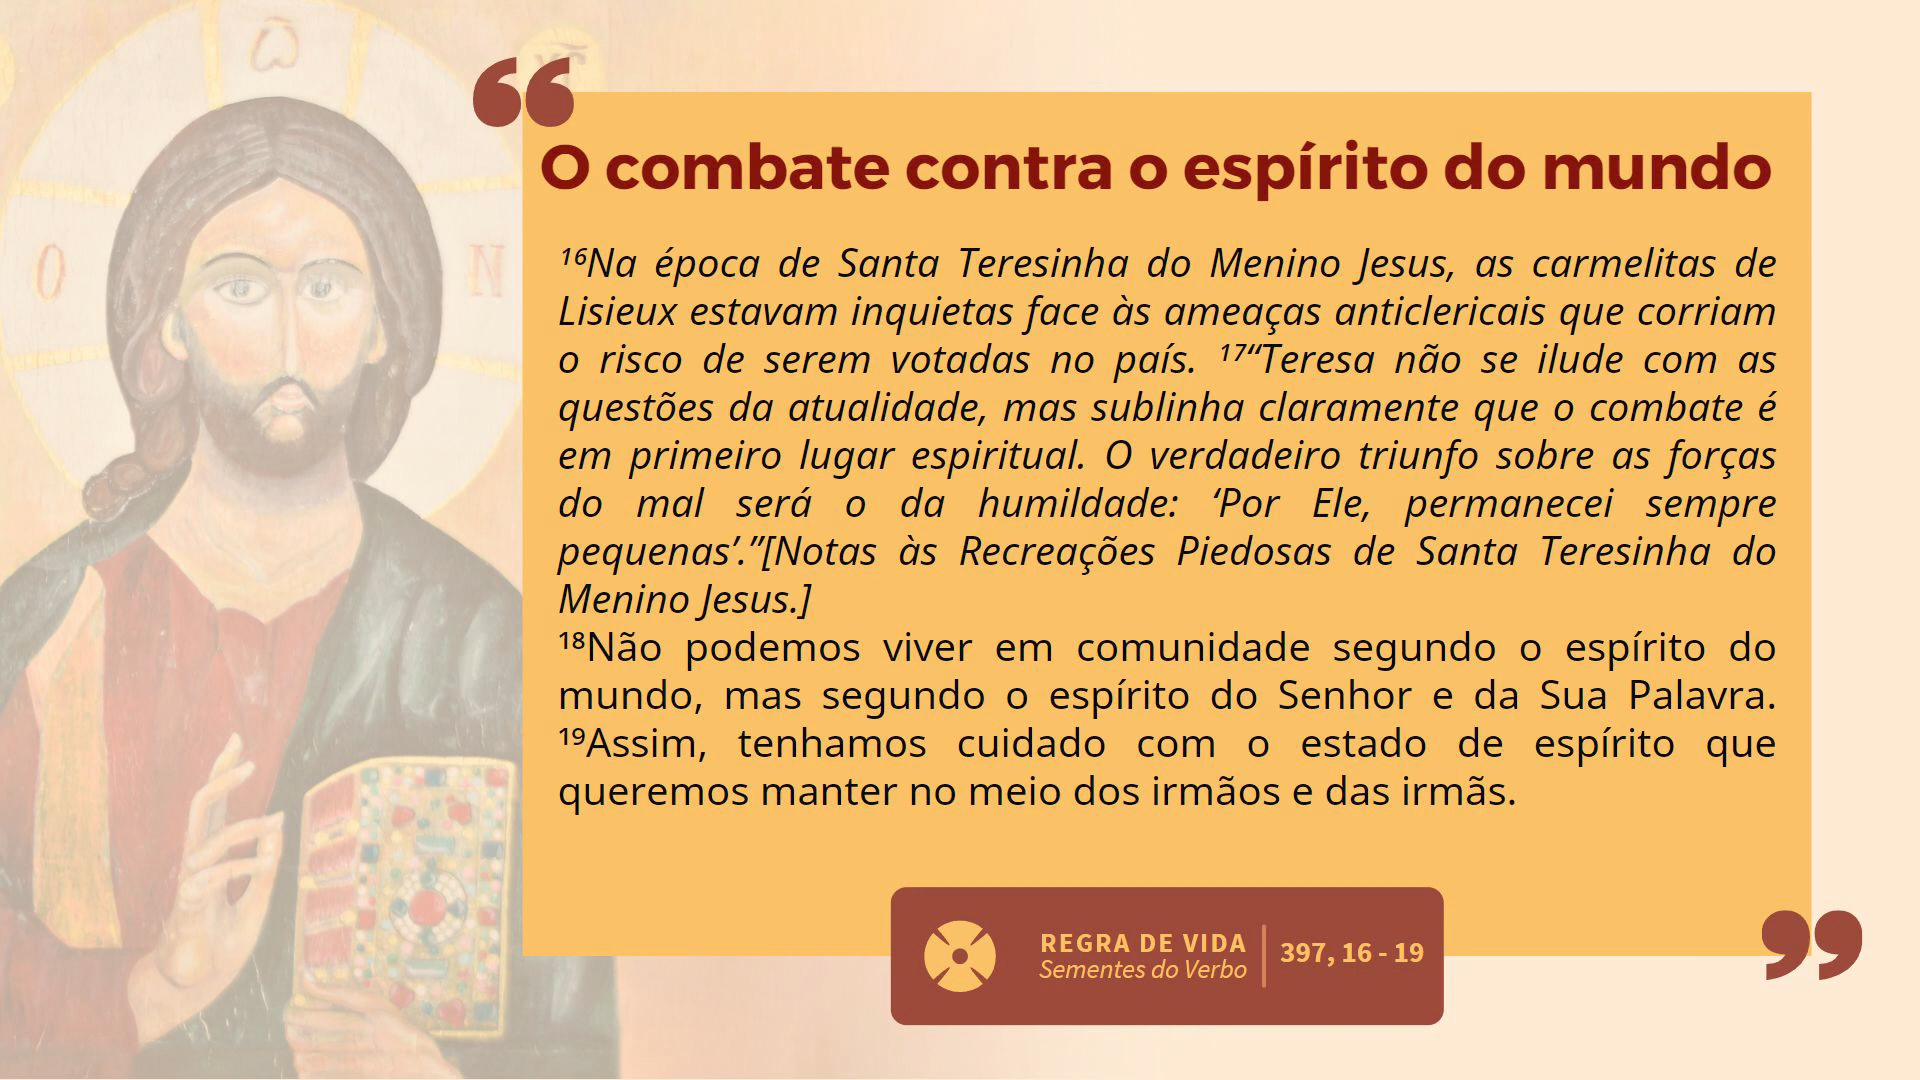 Ѡ
O
N
“
O combate contra o espírito do mundo
¹⁶Na época de Santa Teresinha do Menino Jesus, as carmelitas de
Lisieux estavam inquietas face às ameaças anticlericais que corriam
o risco de serem votadas no país. ¹⁷“Teresa não se ilude com as
questões da atualidade, mas sublinha claramente que o combate é
em primeiro lugar espiritual. O verdadeiro triunfo sobre as forças
do mal será o da humildade: ‘Por Ele, permanecei sempre
pequenas’.”[Notas às Recreações Piedosas de Santa Teresinha do
Menino Jesus.]
¹⁸Não podemos viver em comunidade segundo o espírito do
mundo, mas segundo o espírito do Senhor e da Sua Palavra.
¹⁹Assim, tenhamos cuidado com o estado de espírito que
queremos manter no meio dos irmãos e das irmãs.
”
REGRA DE VIDA
Sementes do Verbo
397, 16 - 19